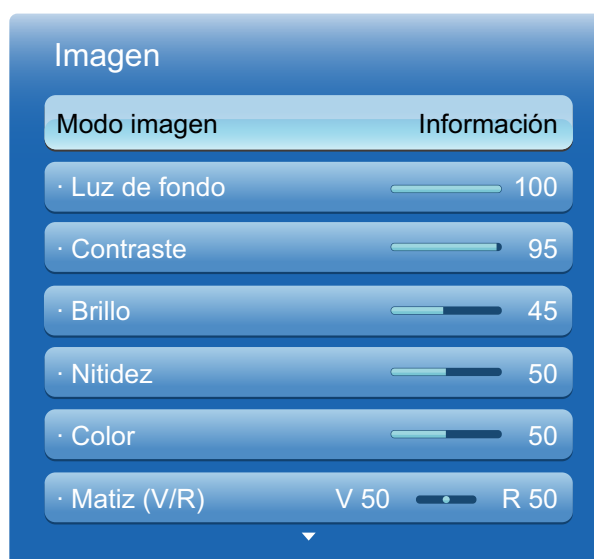 Imagen
Modo imagen Información
· Luz de fondo 100
· Contraste 95
· Brillo 45
· Nitidez 50
· Color 50
· Matiz (V/R) V 50 R 50